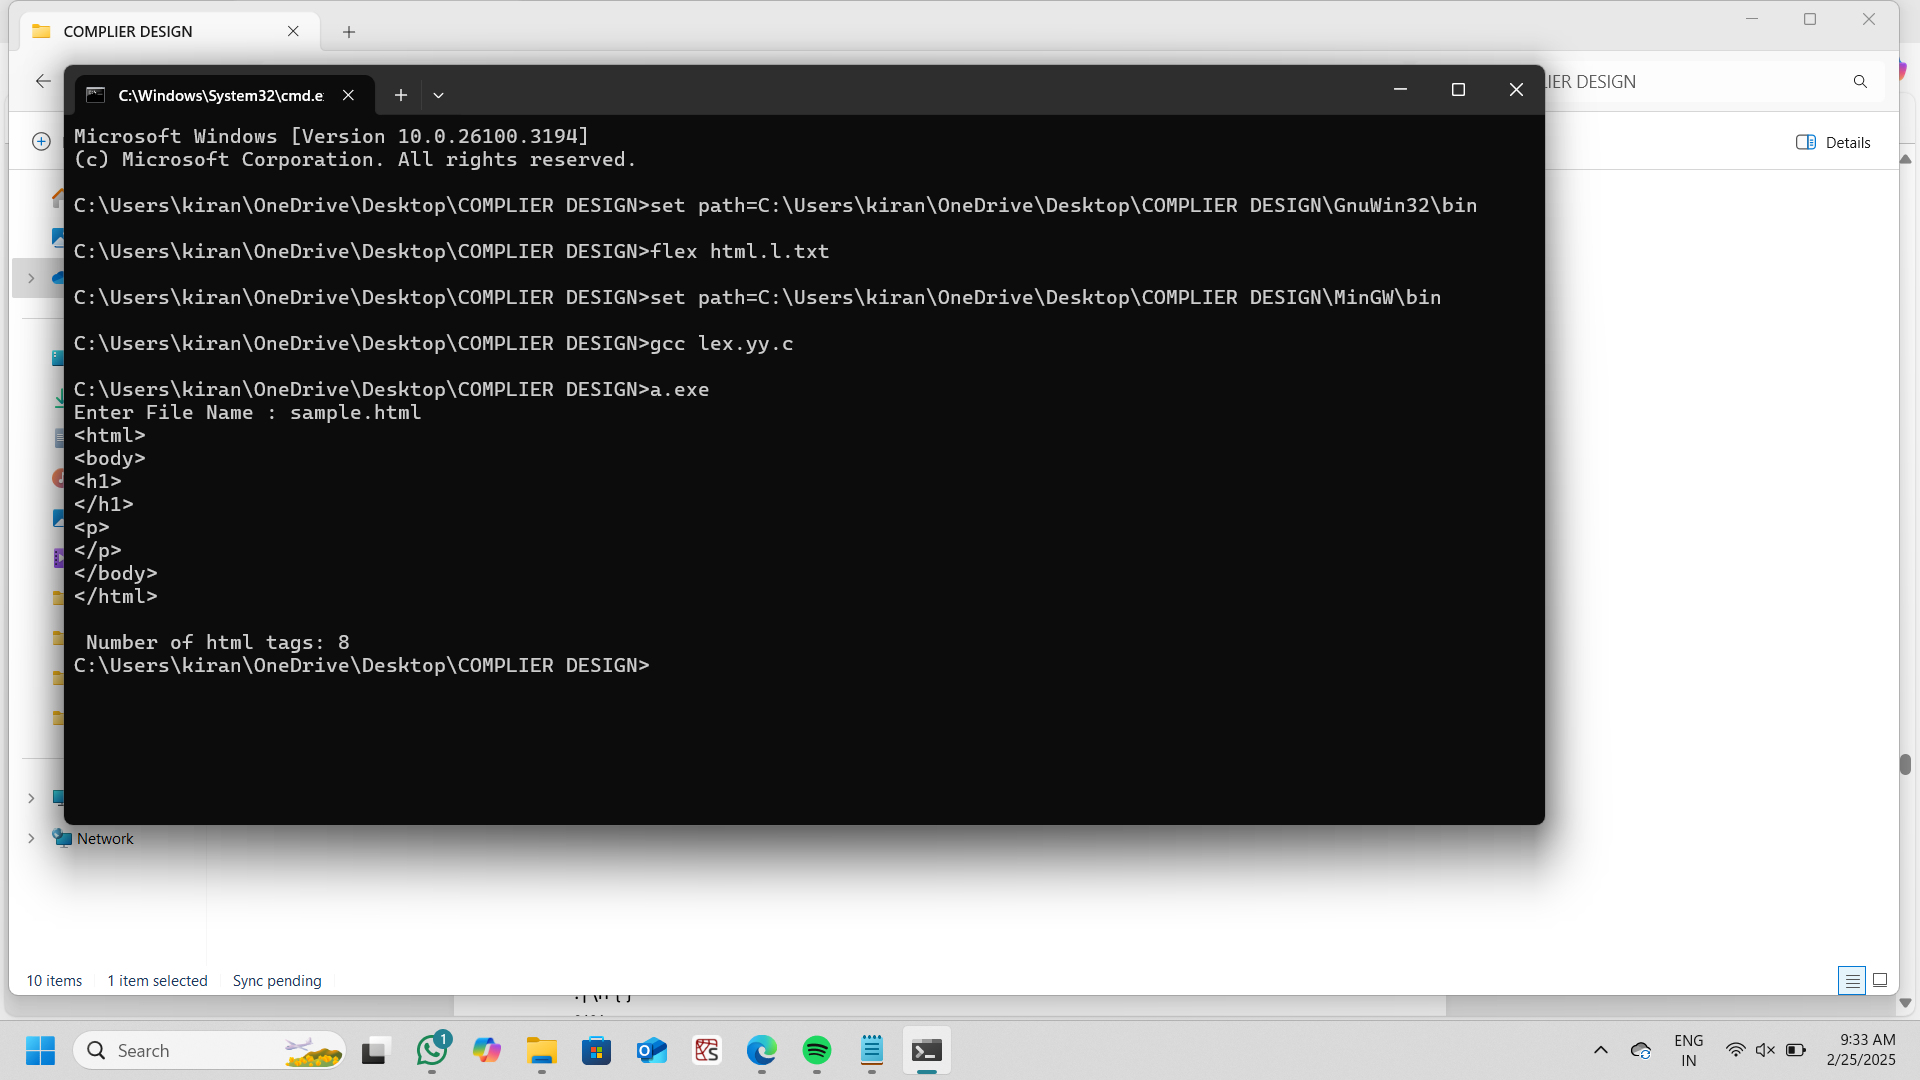 COMPLIER DESIGN
LIER DESIGN
C:\Windows\System32\cmd.e
Details
Microsoft Windows [Version 10.0.26100.3194]
(c) Microsoft Corporation. All rights reserved.
C:\Users\kiran\OneDrive\Desktop\COMPLIER DESIGN>set path=C:\Users\kiran\OneDrive\Desktop\COMPLIER DESIGN\GnuWin32\bin
C:\Users\kiran\OneDrive\Desktop\COMPLIER DESIGN>flex html.l.txt
C:\Users\kiran\OneDrive\Desktop\COMPLIER DESIGN>set path=C:\Users\kiran\OneDrive\Desktop\COMPLIER DESIGN\MinGW\bin
C:\Users\kiran\OneDrive\Desktop\COMPLIER DESIGN>gcc lex.yy.c
C:\Users\kiran\OneDrive\Desktop\COMPLIER DESIGN>a.exe
Enter File Name : sample.html
<html>
<body>
<h1>
</h1>
<p>
</p>
</body>
</html>
Number of html tags: 8
C:\Users\kiran\OneDrive\Desktop\COMPLIER DESIGN>
Network
10 items
1 item selected
Sync pending
Search
1
ENG
IN
9:33 AM
2/25/2025